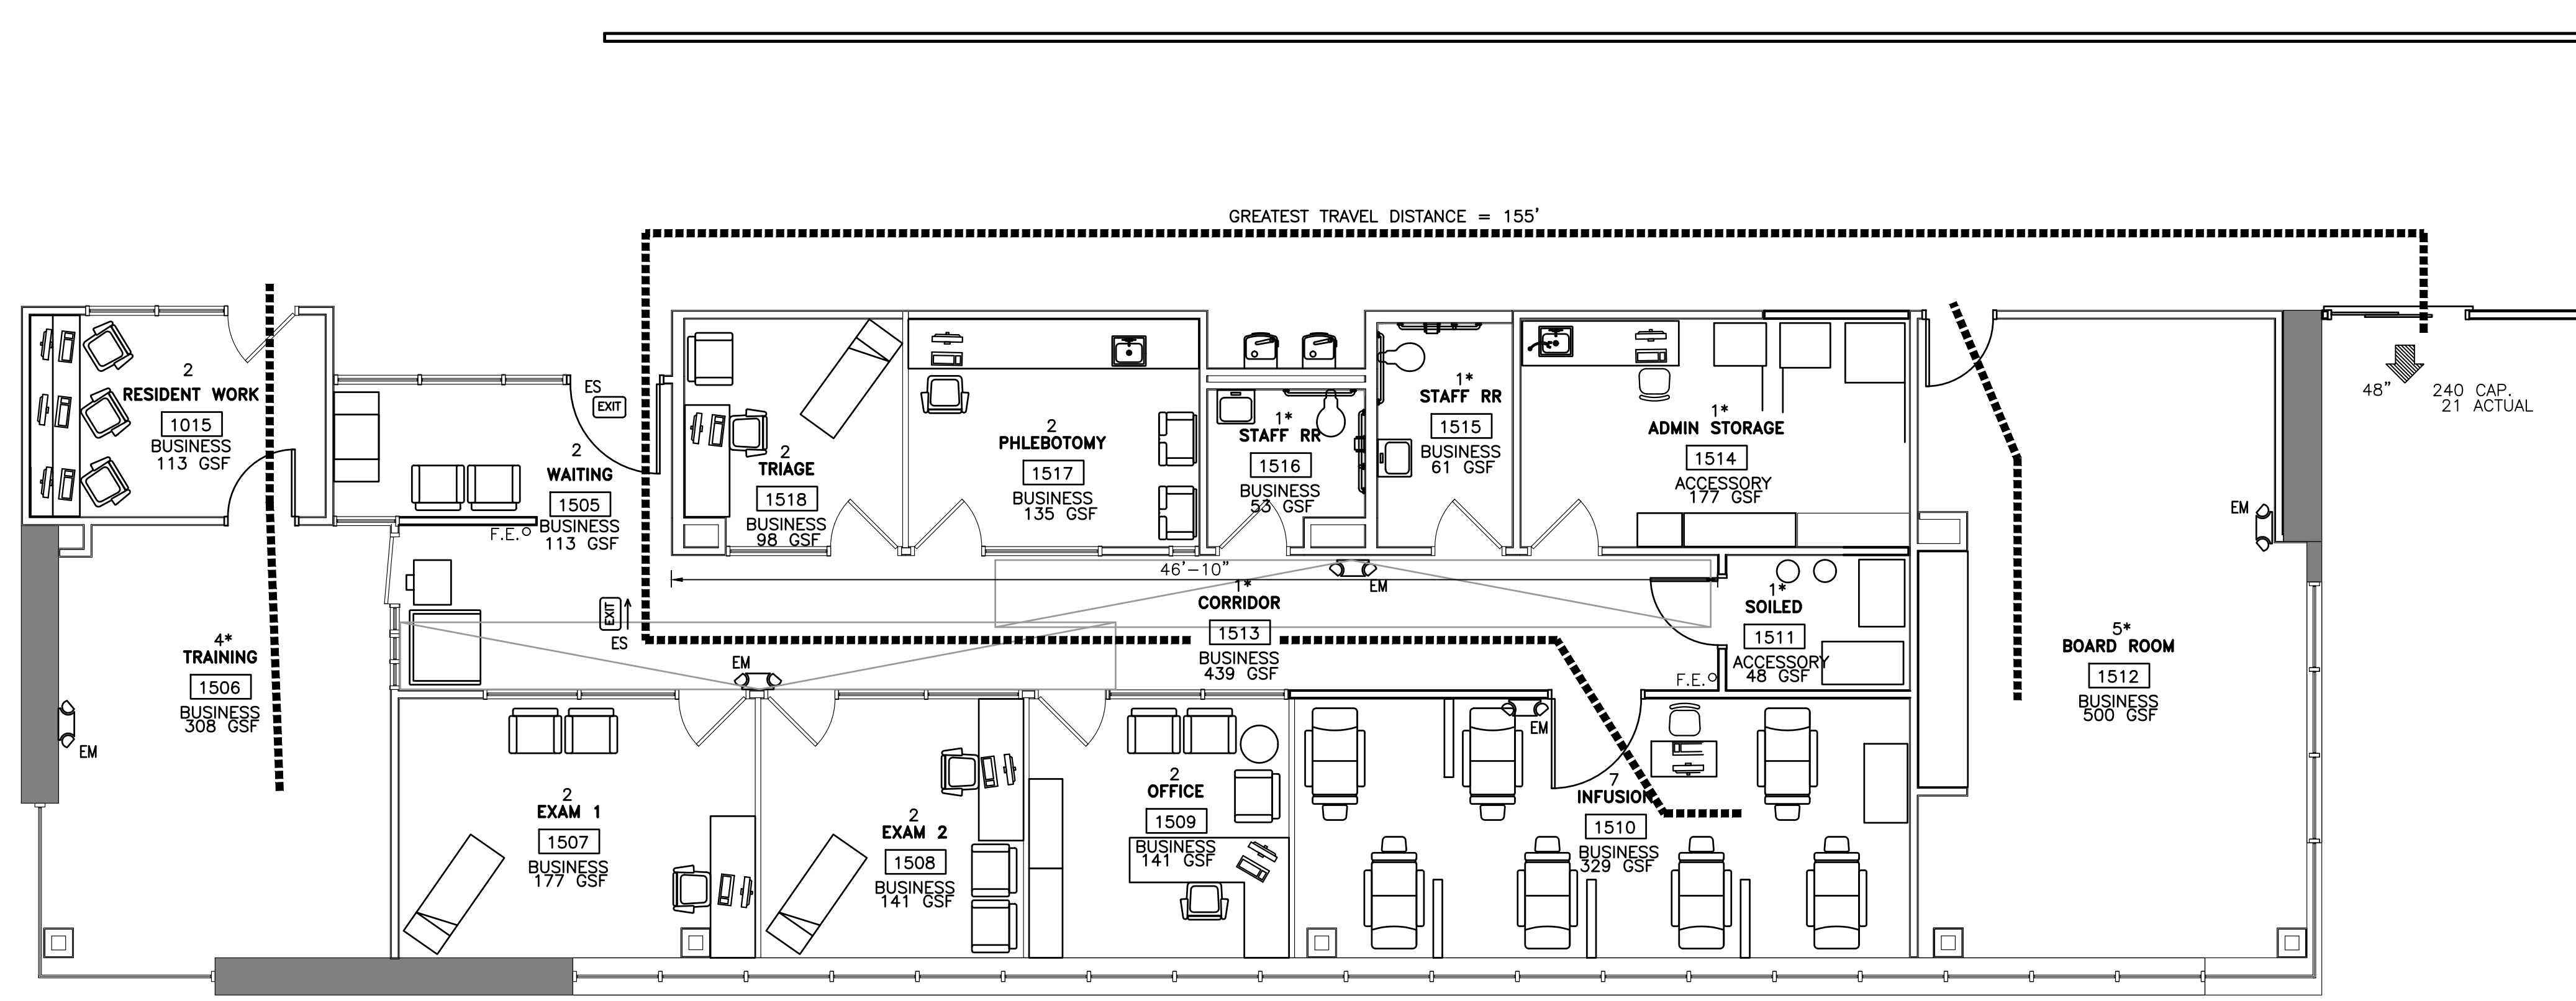 GREATEST TRAVEL DISTANCE = 155'
2
RESIDENT WORK
1015
BUSINESS
113 GSF
ES
EXIT
2
WAITING
1505
BUSINESS
113 GSF
F.E.
2
TRIAGE
1518
BUSINESS
98 GSF
2
PHLEBOTOMY
1517
BUSINESS
135 GSF
1*
STAFF RR
1516
BUSINESS
53 GSF
1*
STAFF RR
1515
BUSINESS
61 GSF
1*
ADMIN STORAGE
1514
ACCESSORY
177 GSF
48"
240 CAP.
21 ACTUAL
EM
46'-10"
EM
1*
CORRIDOR
1513
BUSINESS
439 GSF
1*
SOILED
1511
ACCESSORY
48 GSF
F.E.
EXIT
ES
EM
4*
TRAINING
1506
BUSINESS
308 GSF
EM
5*
BOARD ROOM
1512
BUSINESS
500 GSF
2
EXAM 1
1507
BUSINESS
177 GSF
2
EXAM 2
1508
BUSINESS
141 GSF
2
OFFICE
1509
BUSINESS
141 GSF
EM
7
INFUSION
1510
BUSINESS
329 GSF